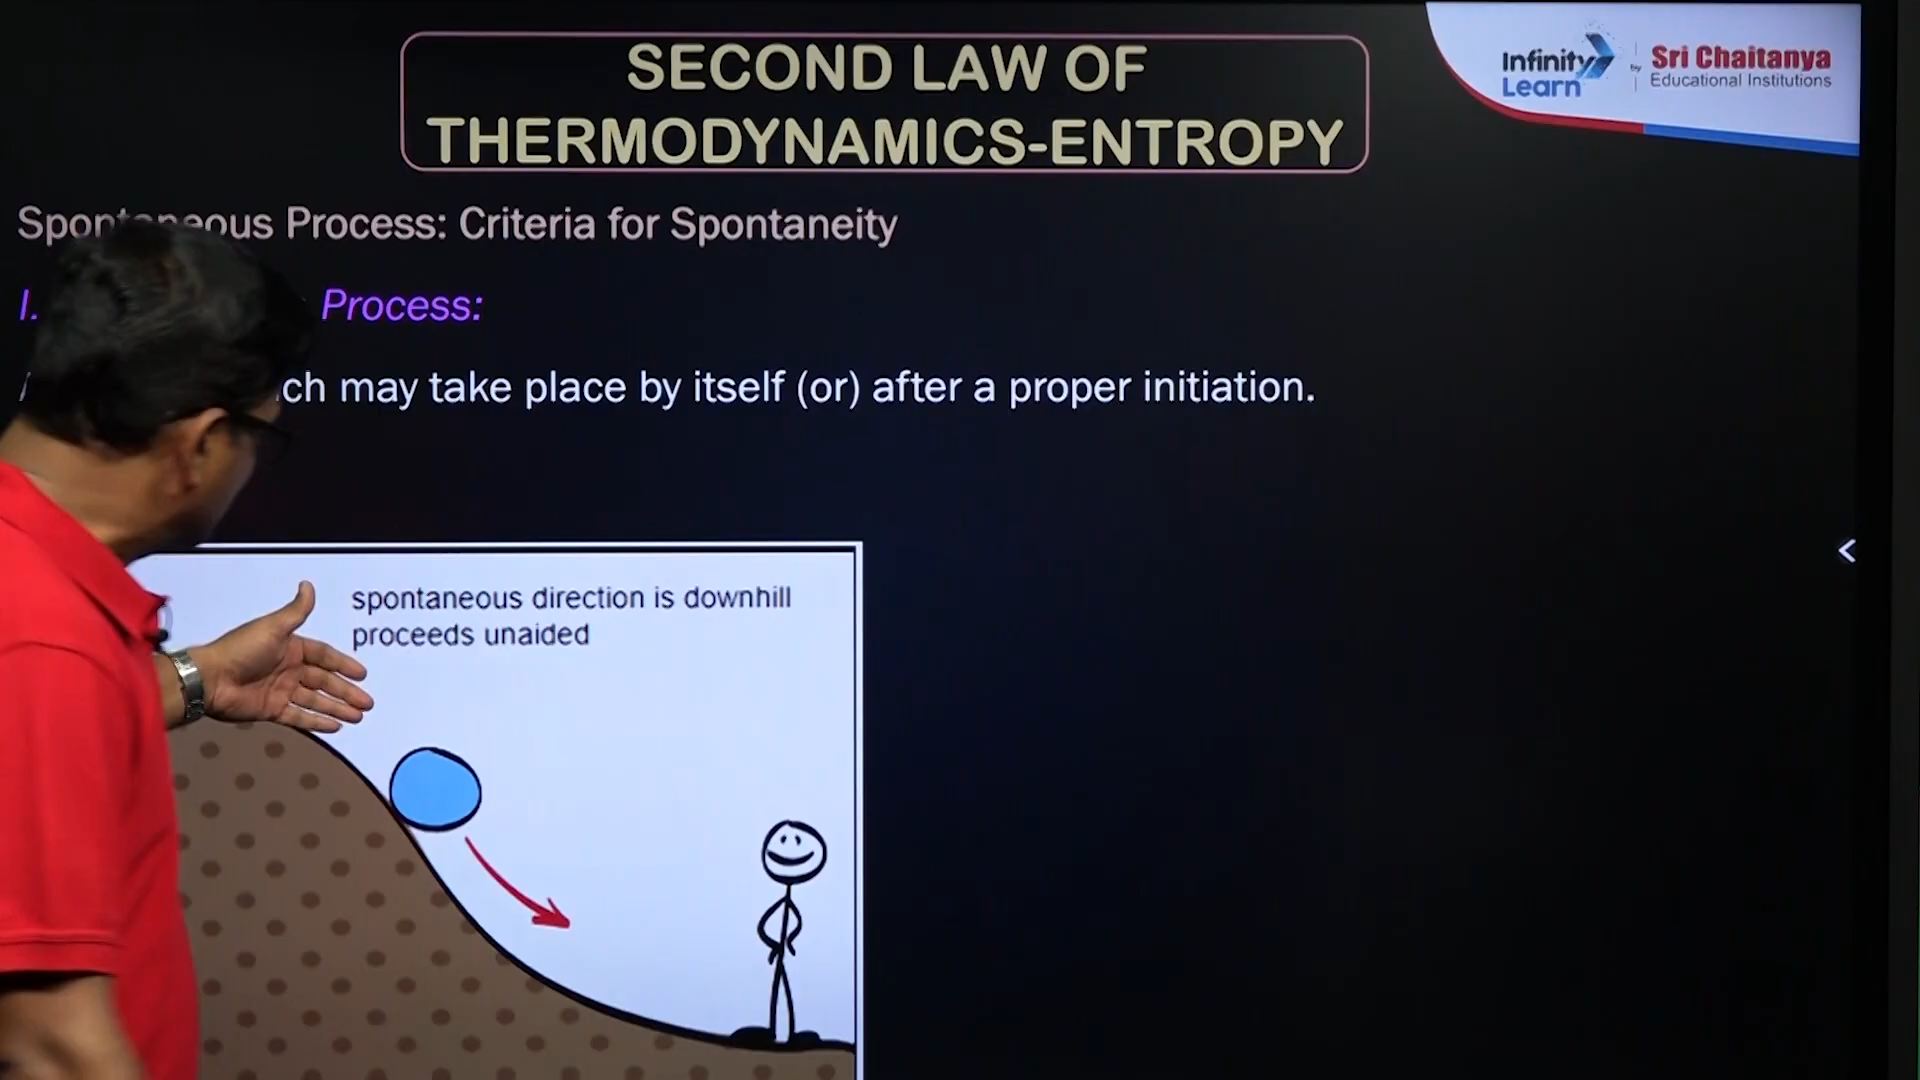 SECOND LAW OF
THERMODYNAMICS-ENTROPY
Infinity Learn by Sri Chaitanya Educational Institutions
Spontaneous Process: Criteria for Spontaneity
I. Process:
may take place by itself (or) after a proper initiation.
spontaneous direction is downhill
proceeds unaided